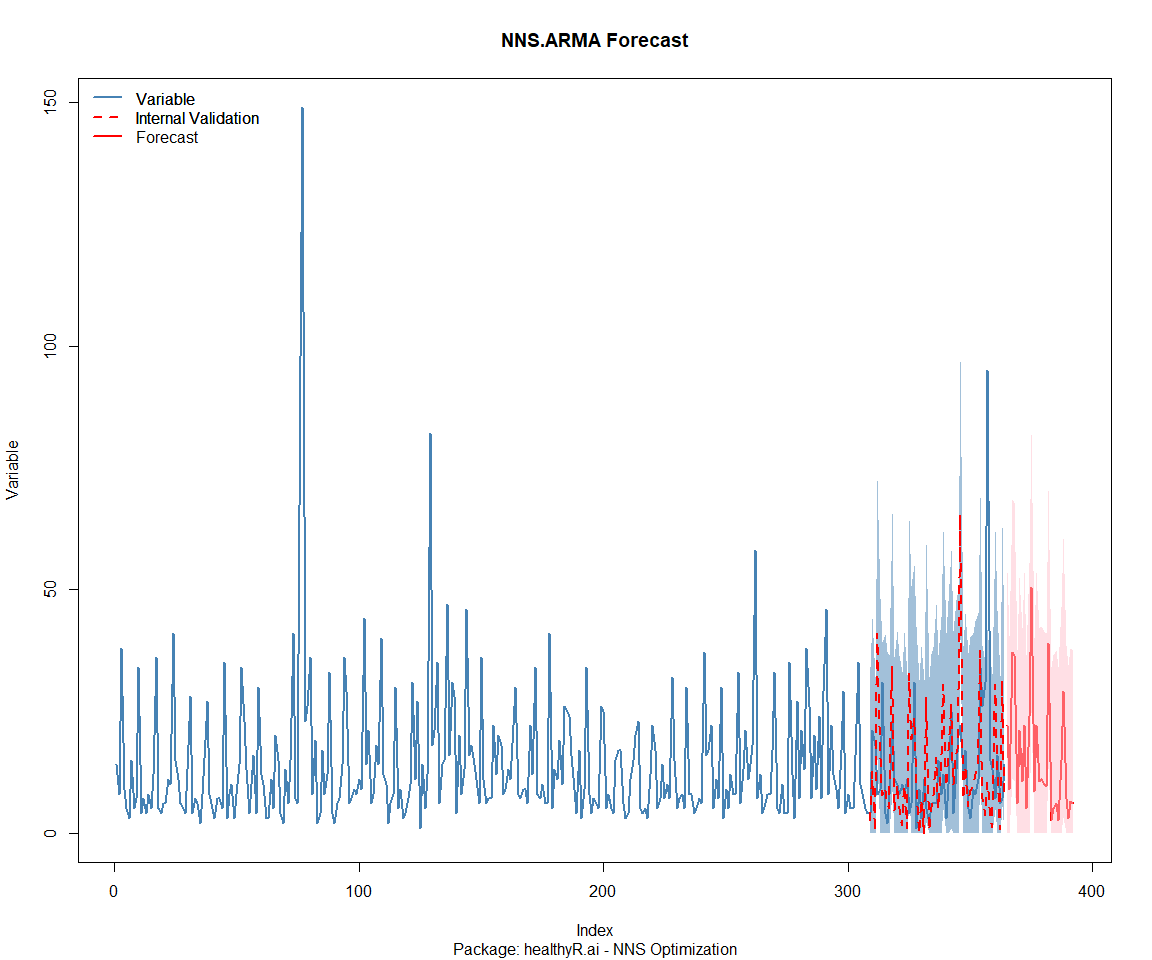 NNS.ARMA Forecast
Variable
Internal Validation
Forecast
150
100
50
0
Variable
0
100
200
300
400
Index
Package: healthyR.ai - NNS Optimization